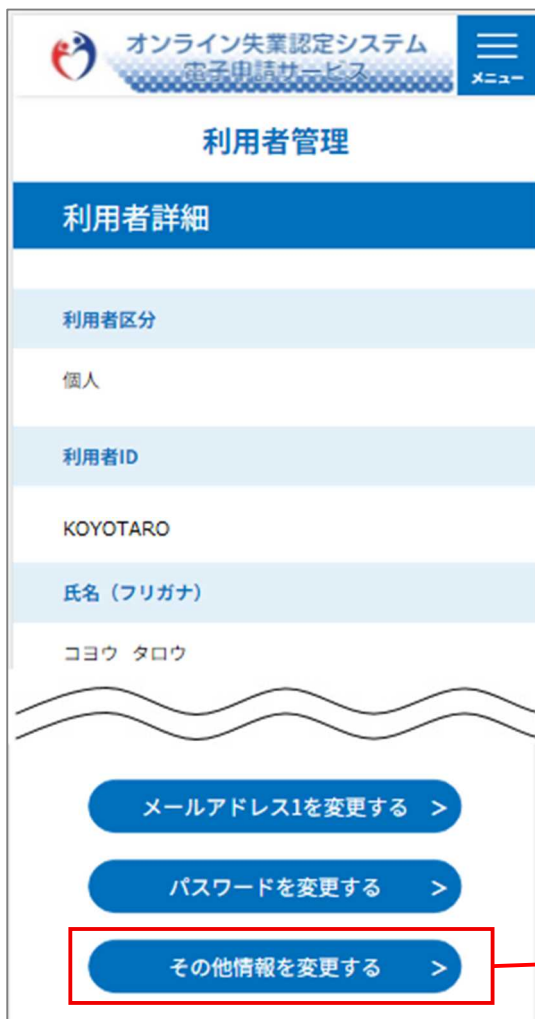 オンライン失業認定システム
電子申請サービス
メニュー
利用者管理
利用者詳細
利用者区分
個人
利用者ID
KOYOTARO
氏名（フリガナ）
コヨウ タロウ
メールアドレス1を変更する >
パスワードを変更する >
その他情報を変更する >